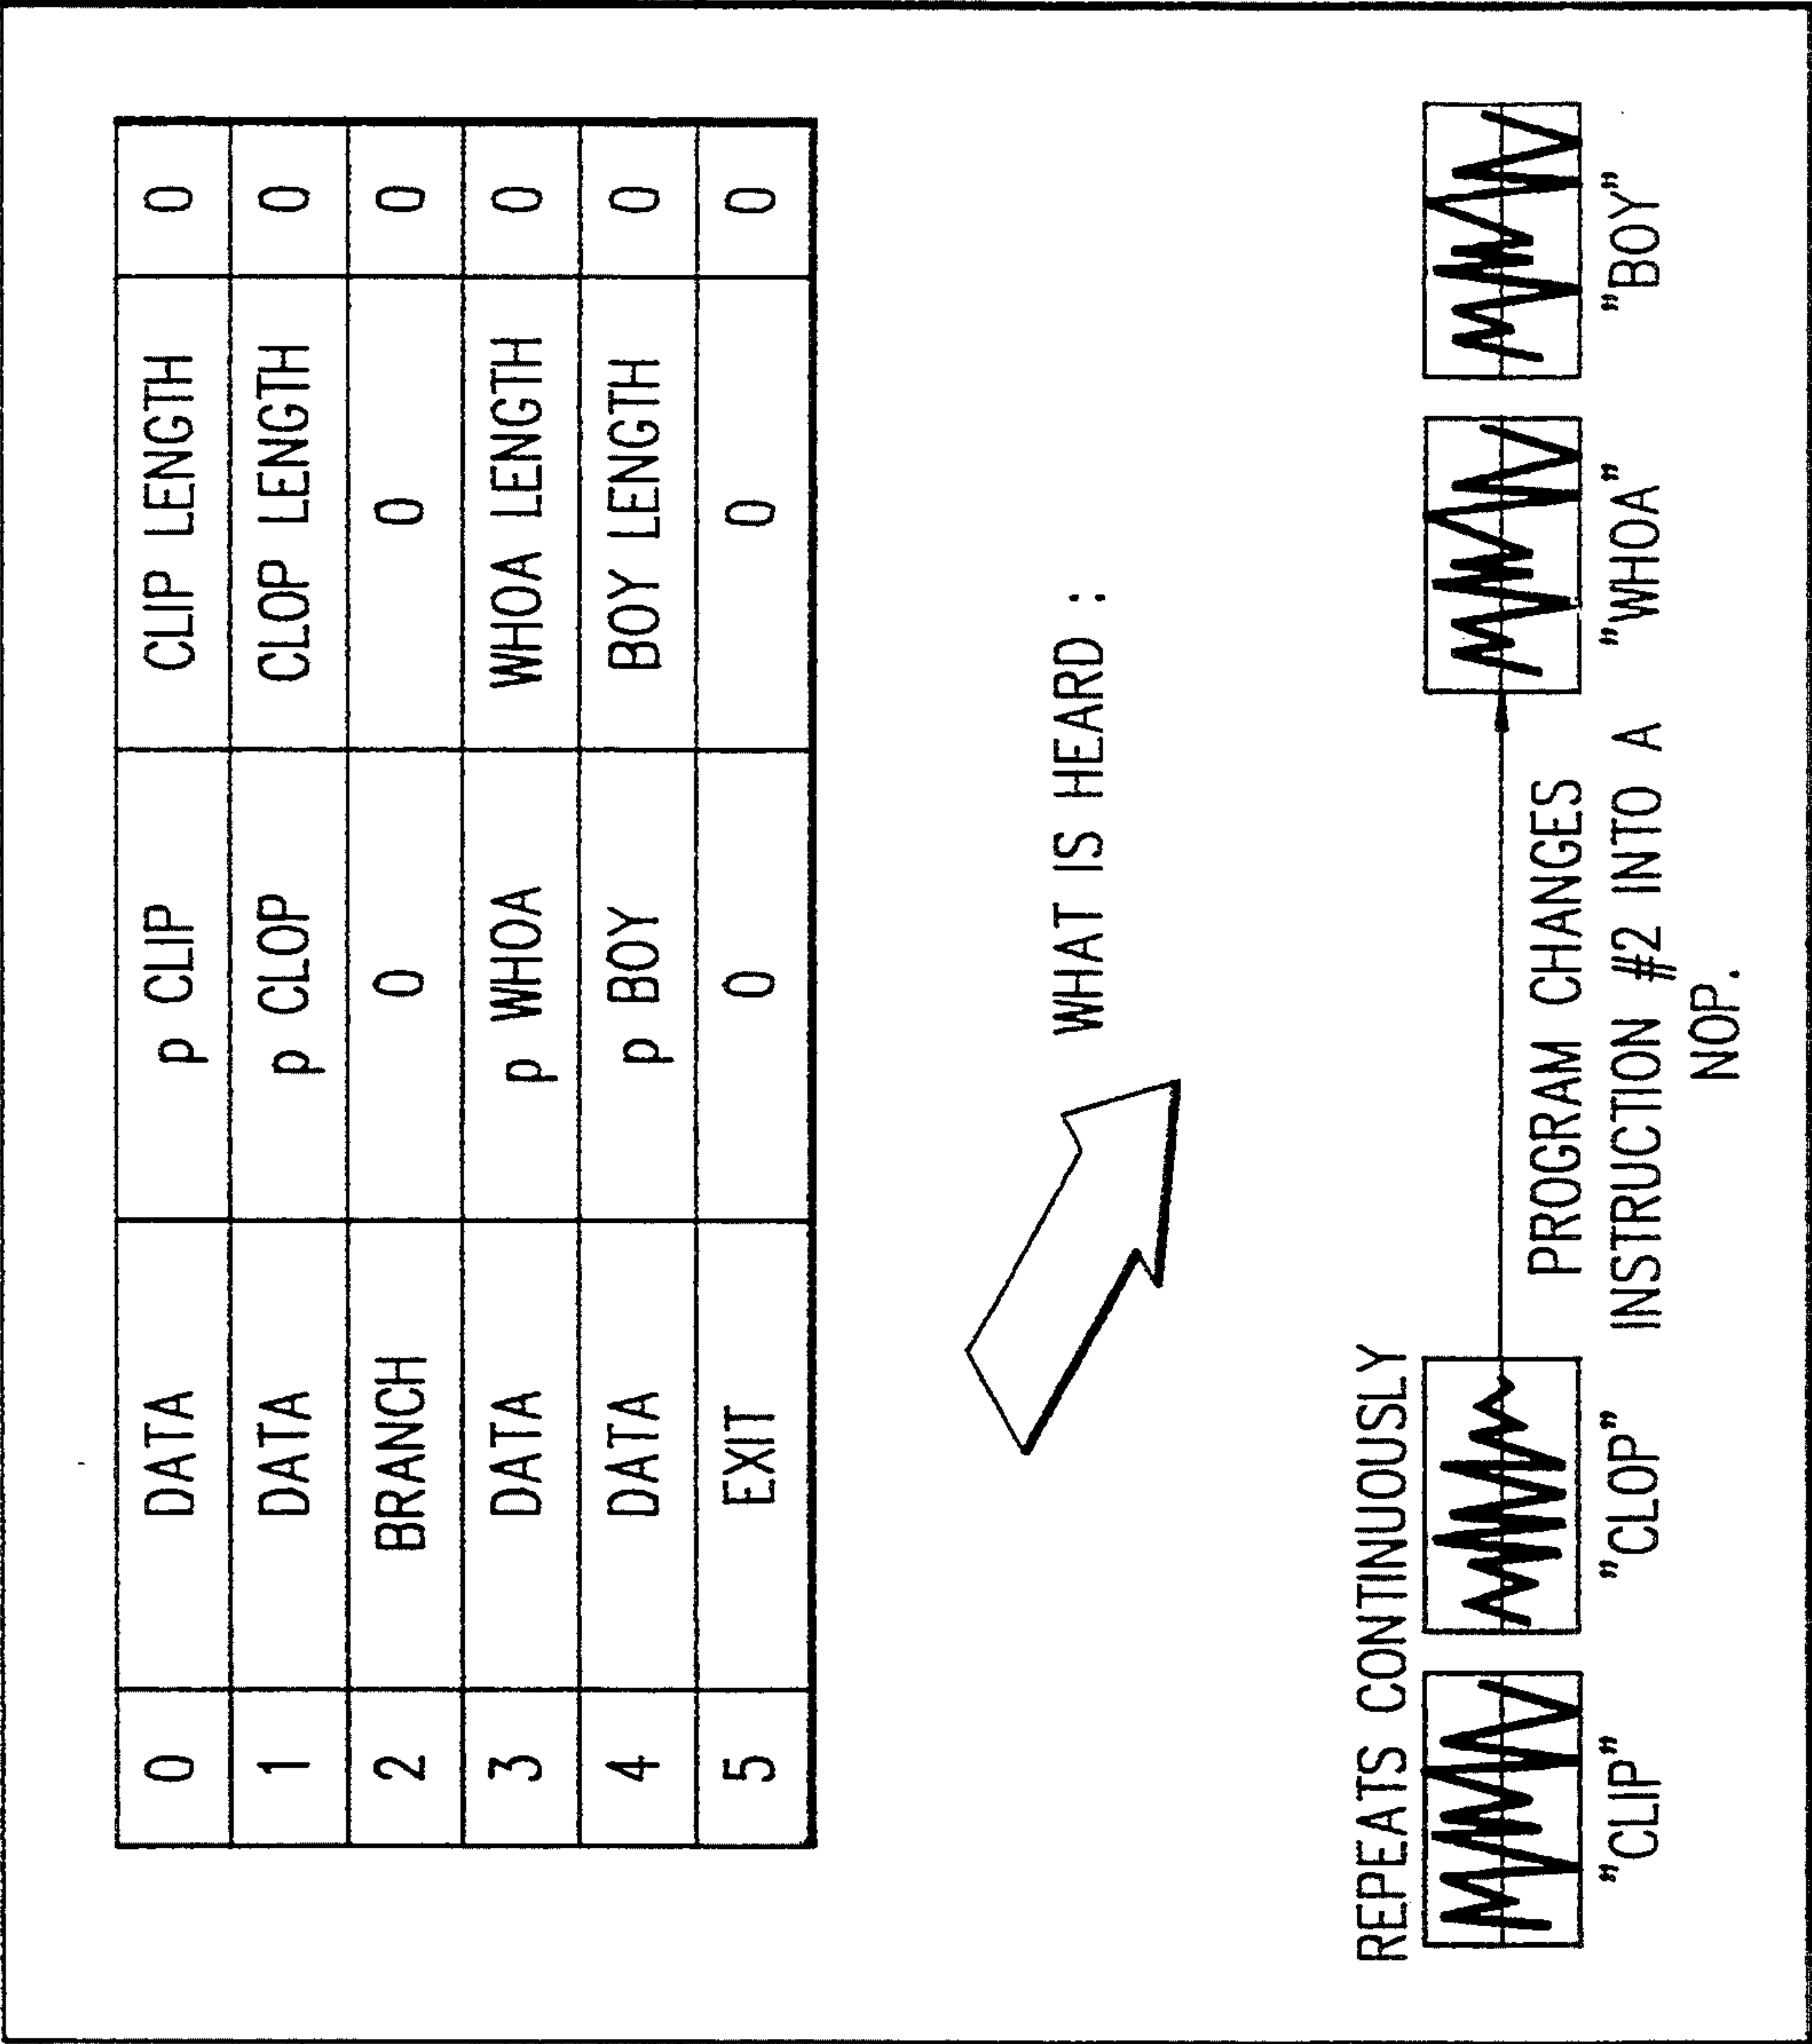 0 DATA p CLIP CLIP LENGTH 0
1 DATA p CLOP CLOP LENGTH 0
2 BRANCH 0 0 0
3 DATA p WHOA WHOA LENGTH 0
4 DATA p BOY BOY LENGTH 0
5 EXIT 0 0 0
WHAT IS HEARD :
REPEATS CONTINUOUSLY
"CLIP"
"CLOP"
PROGRAM CHANGES
INSTRUCTION #2 INTO A
NOP.
"WHOA"
"BOY"